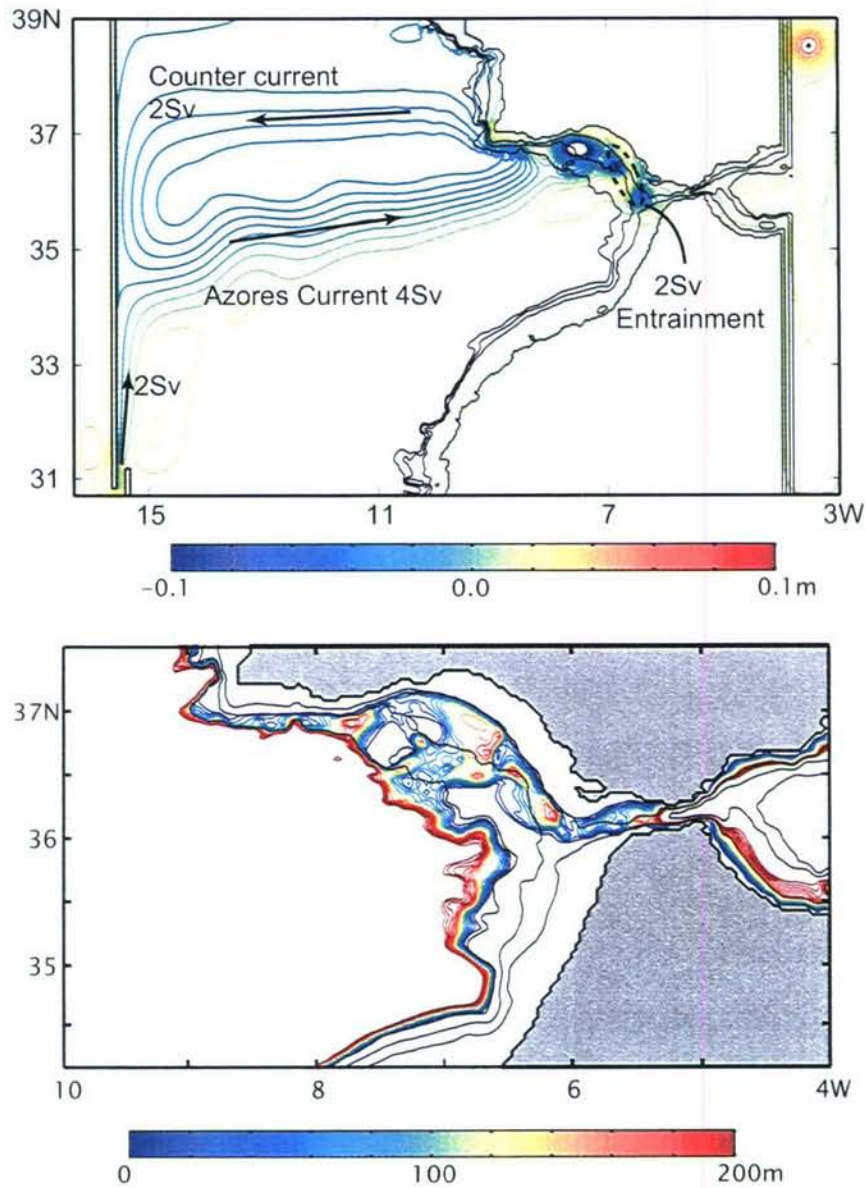 39N
Counter current
2Sv
37
35
Azores Current 4Sv
2Sv
Entrainment
33
2Sv
31
15
11
7
3W
-0.1
0.0
0.1m
37N
36
35
10
8
6
4W
0
100
200m